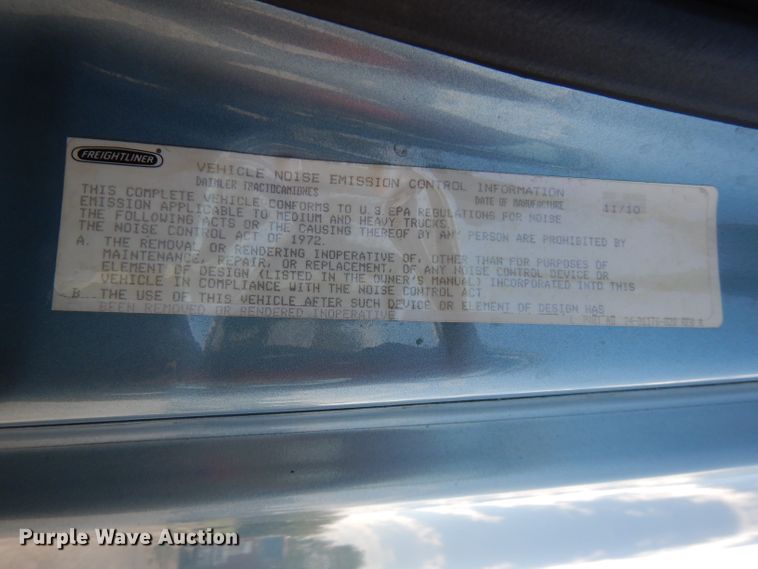 FREIGHTLINER
VEHICLE NOISE EMISSION CONTROL INFORMATION
DAIMLER TRACTOCAMIONES DATE OF MANUFACTURE 11/10
THIS COMPLETE VEHICLE CONFORMS TO U.S EPA REGULATIONS FOR NOISE
EMISSION APPLICABLE TO MEDIUM AND HEAVY TRUCKS.
THE FOLLOWING ACTS OR THE CAUSING THEREOF BY ANY PERSON ARE PROHIBITED BY
THE NOISE CONTROL ACT OF 1972.
A. THE REMOVAL OR RENDERING INOPERATIVE OF, OTHER THAN FOR PURPOSES OF
MAINTENANCE, REPAIR, OR REPLACEMENT, OF ANY NOISE CONTROL DEVICE OR
ELEMENT OF DESIGN (LISTED IN THE OWNER'S MANUAL) INCORPORATED INTO THIS
VEHICLE IN COMPLIANCE WITH THE NOISE CONTROL ACT
B THE USE OF THIS VEHICLE AFTER SUCH DEVICE OR ELEMENT OF DESIGN HAS
BEEN REMOVED OR RENDERED INOPERATIVE PART NO
Purple Wave Auction